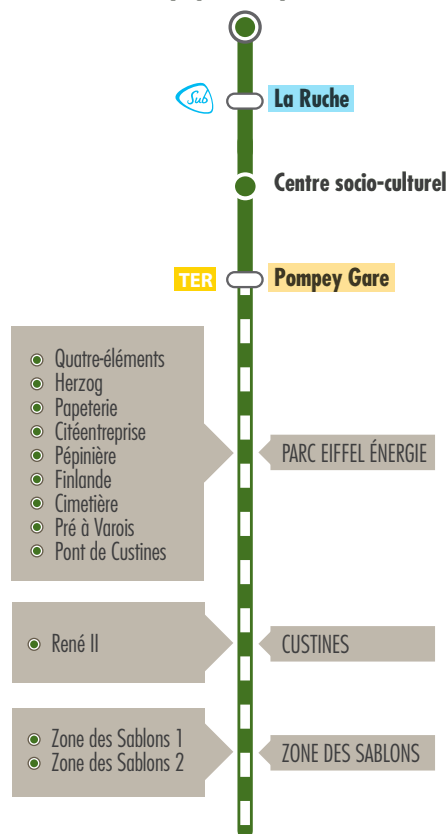 Sub
La Ruche
Centre socio-culturel
TER
Pompey Gare
Quatre-éléments
Herzog
Papeterie
Citéentreprise
Pépinière
Finlande
Cimetière
Pré à Varois
Pont de Custines
PARC EIFFEL ÉNERGIE
René II
CUSTINES
Zone des Sablons 1
Zone des Sablons 2
ZONE DES SABLONS